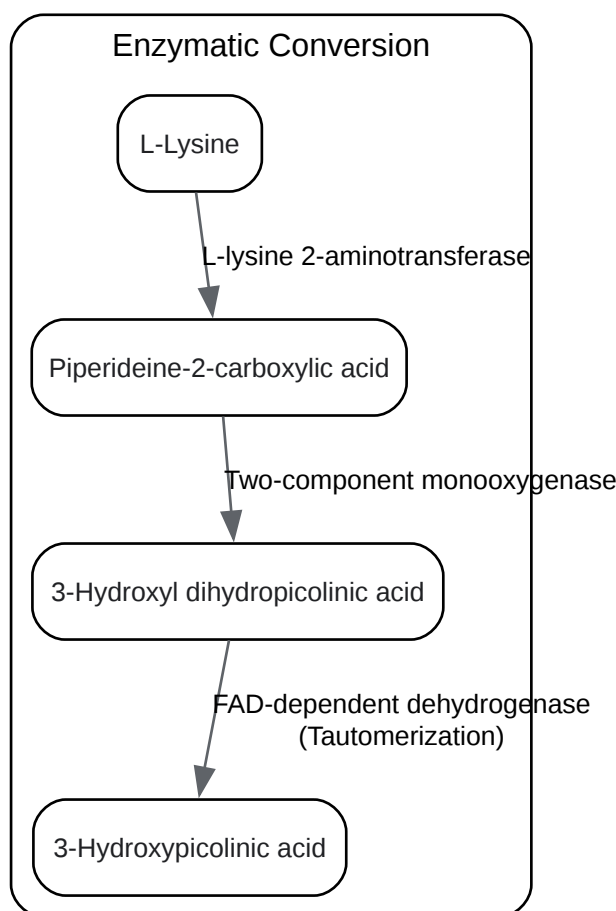 Enzymatic Conversion
L-Lysine
L-lysine 2-aminotransferase
Piperideine-2-carboxylic acid
Two-component monooxygenase
3-Hydroxyl dihydropicolinic acid
FAD-dependent dehydrogenase
(Tautomerization)
3-Hydroxypicolinic acid